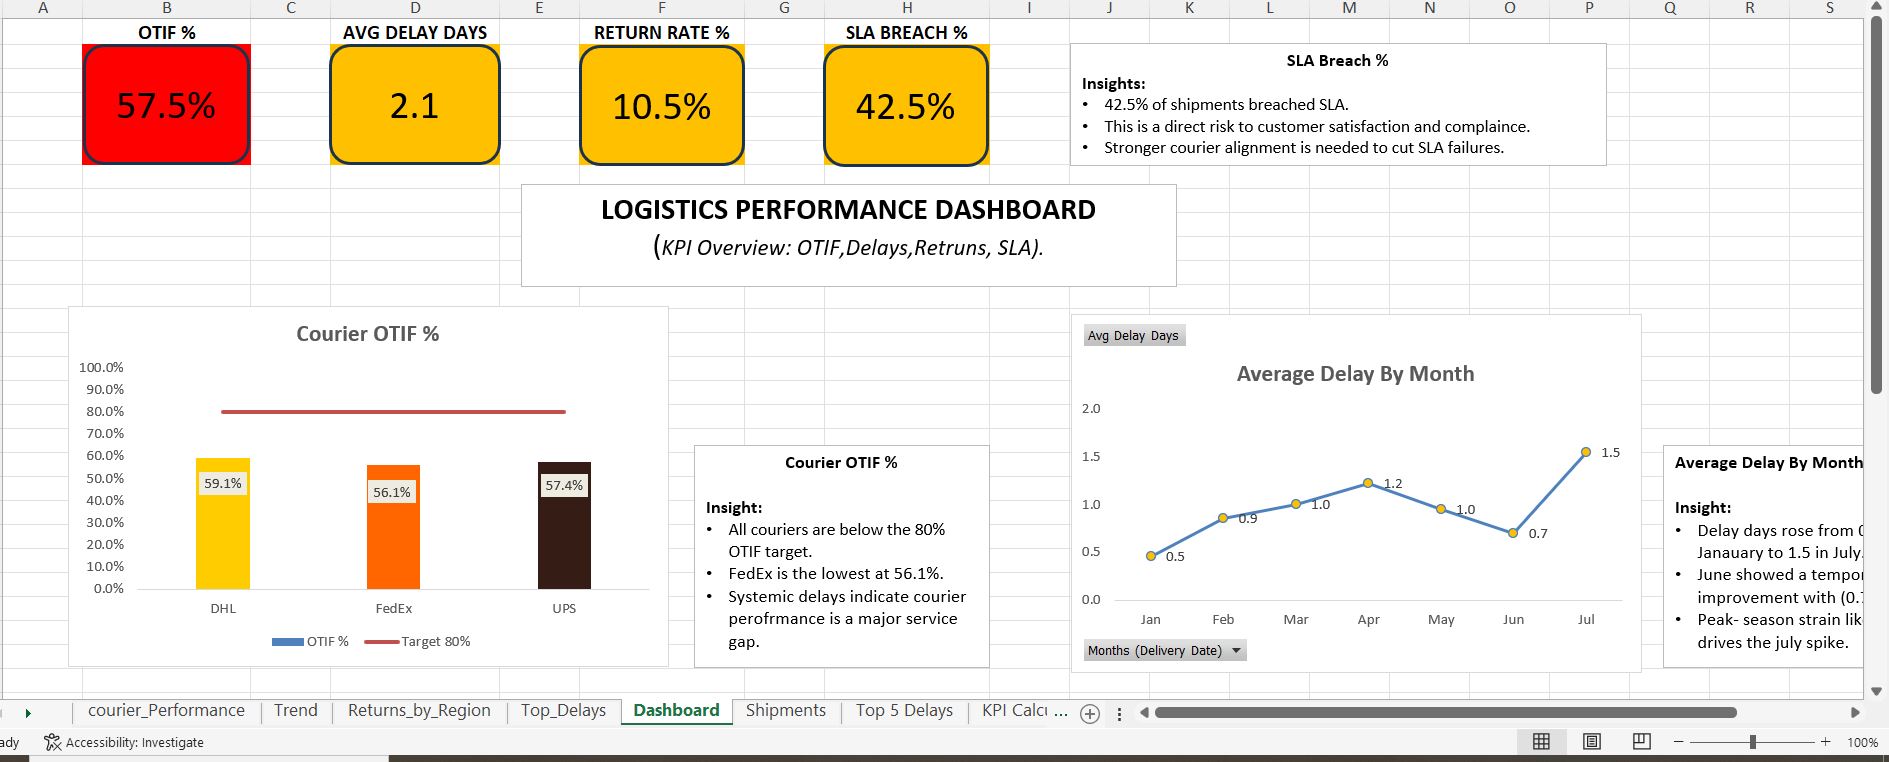 A B C D E F G H I J K L M N O P Q R S
OTIF %
AVG DELAY DAYS
RETURN RATE %
SLA BREACH %
57.5%
2.1
10.5%
42.5%
SLA Breach %
Insights:
• 42.5% of shipments breached SLA.
• This is a direct risk to customer satisfaction and complaince.
• Stronger courier alignment is needed to cut SLA failures.
LOGISTICS PERFORMANCE DASHBOARD
(KPI Overview: OTIF,Delays,Retruns, SLA).
Courier OTIF %
100.0%
90.0%
80.0%
70.0%
60.0%
50.0%
40.0%
30.0%
20.0%
10.0%
0.0%
59.1%
56.1%
57.4%
DHL FedEx UPS
OTIF % Target 80%
Courier OTIF %
Insight:
• All couriers are below the 80%
OTIF target.
• FedEx is the lowest at 56.1%.
• Systemic delays indicate courier
perofrmance is a major service
gap.
Avg Delay Days
Average Delay By Month
2.0
1.5
1.0
0.5
0.0
0.5
0.9
1.0
1.2
1.0
0.7
1.5
Jan Feb Mar Apr May Jun Jul
Months (Delivery Date)
Average Delay By Month
Insight:
• Delay days rose from
Janauary to 1.5 in July.
• June showed a
improvement with (0.7
• Peak- season strain
drives the july spike.
courier_Performance Trend Returns_by_Region Top_Delays Dashboard Shipments Top 5 Delays KPI Calcu ...
ady
Accessibility: Investigate
100%